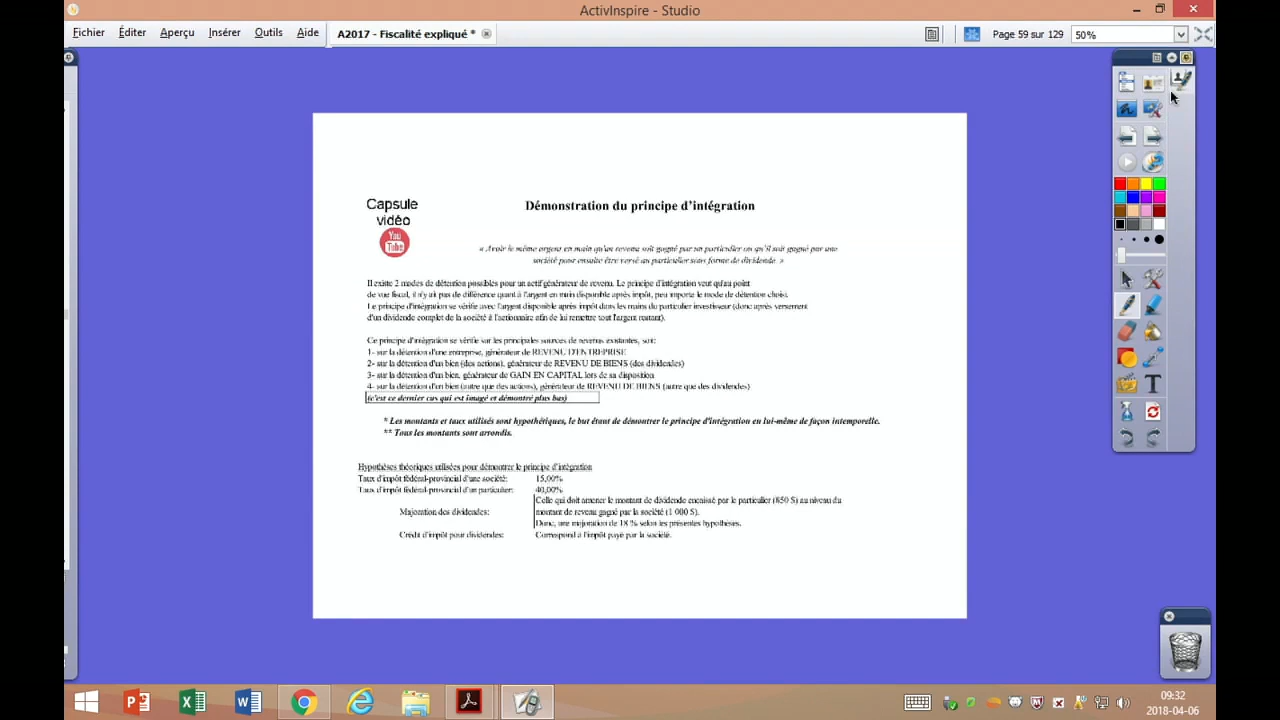 ActivInspire - Studio
Fichier Éditer Aperçu Insérer Outils Aide A2017 - Fiscalité expliqué * Page 59 sur 129 50%
Capsule
vidéo
You
Tube
Démonstration du principe d'intégration
« Avoir le même argent en main qu'un revenu soit gagné par un particulier ou qu'il soit gagné par une
société pour ensuite être versé au particulier sous forme de dividende. »
Il existe 2 modes de détention possibles pour un actif générateur de revenu. Le principe d'intégration veut qu'au point
de vue fiscal, il n'y ait pas de différence quant à l'argent en main disponible après impôt, peu importe le mode de détention choisi.
Le principe d'intégration se vérifie avec l'argent disponible après impôt dans les mains du particulier investisseur (donc après versement
d'un dividende complet de la société à l'actionnaire afin de lui remettre tout l'argent restant).
Ce principe d'intégration se vérifie sur les principales sources de revenus existantes, soit:
1- sur la détention d'une entreprise, générateur de REVENU D'ENTREPRISE
2- sur la détention d'un bien (des actions), générateur de REVENU DE BIENS (des dividendes)
3- sur la détention d'un bien, générateur de GAIN EN CAPITAL lors de sa disposition
4- sur la détention d'un bien (autre que des actions), générateur de REVENU DE BIENS (autre que des dividendes)
(c'est ce dernier cas qui est imagé et démontré plus bas)
* Les montants et taux utilisés sont hypothétiques, le but étant de démontrer le principe d'intégration en lui-même de façon intemporelle.
** Tous les montants sont arrondis.
Hypothèses théoriques utilisées pour démontrer le principe d'intégration
Taux d'impôt fédéral-provincial d'une société: 15,00%
Taux d'impôt fédéral-provincial d'un particulier: 40,00%
Celle qui doit amener le montant de dividende encaissé par le particulier (850 $) au niveau du
Majoration des dividendes: montant de revenu gagné par la société (1 000 $).
Donc, une majoration de 18 % selon les présentes hypothèses.
Crédit d'impôt pour dividendes: Correspond à l'impôt payé par la société.
09:32
2018-04-06